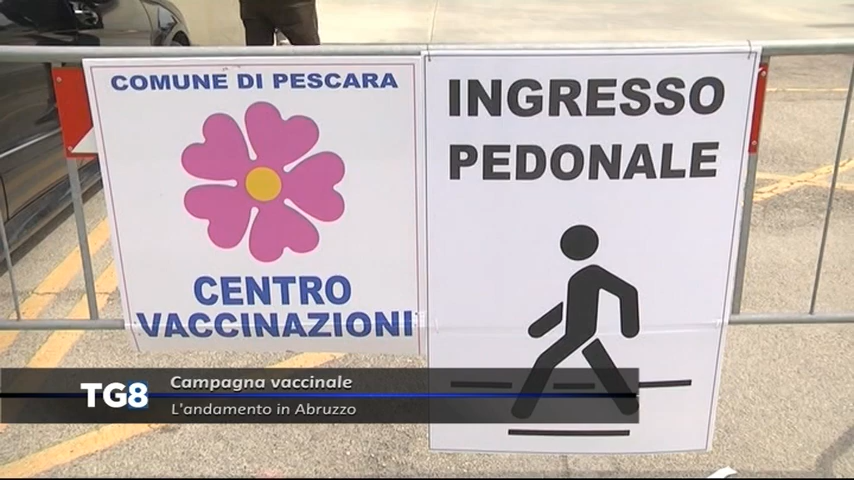 COMUNE DI PESCARA
CENTRO
VACCINAZIONI
INGRESSO
PEDONALE
TG8
Campagna vaccinale
L'andamento in Abruzzo